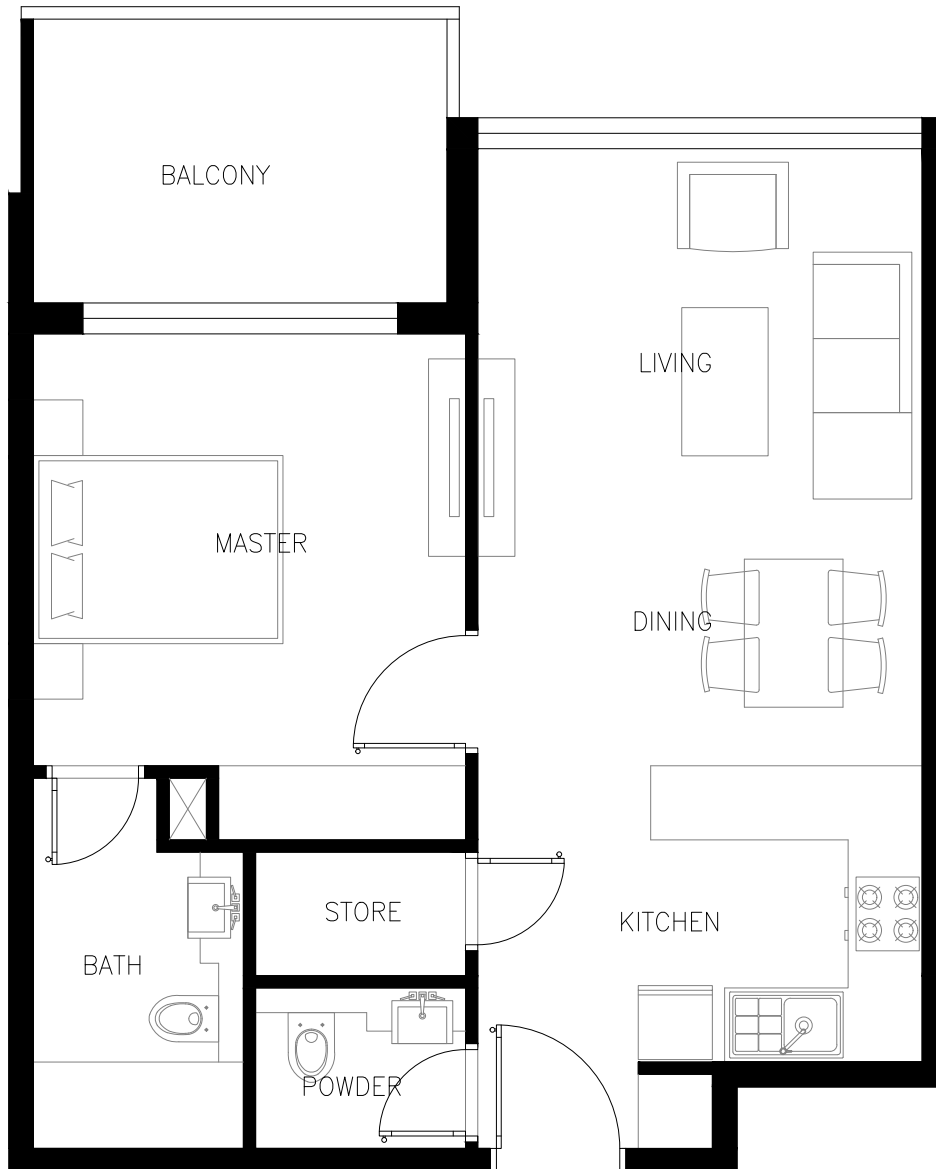 BALCONY
LIVING
MASTER
DINING
STORE
KITCHEN
BATH
POWDER